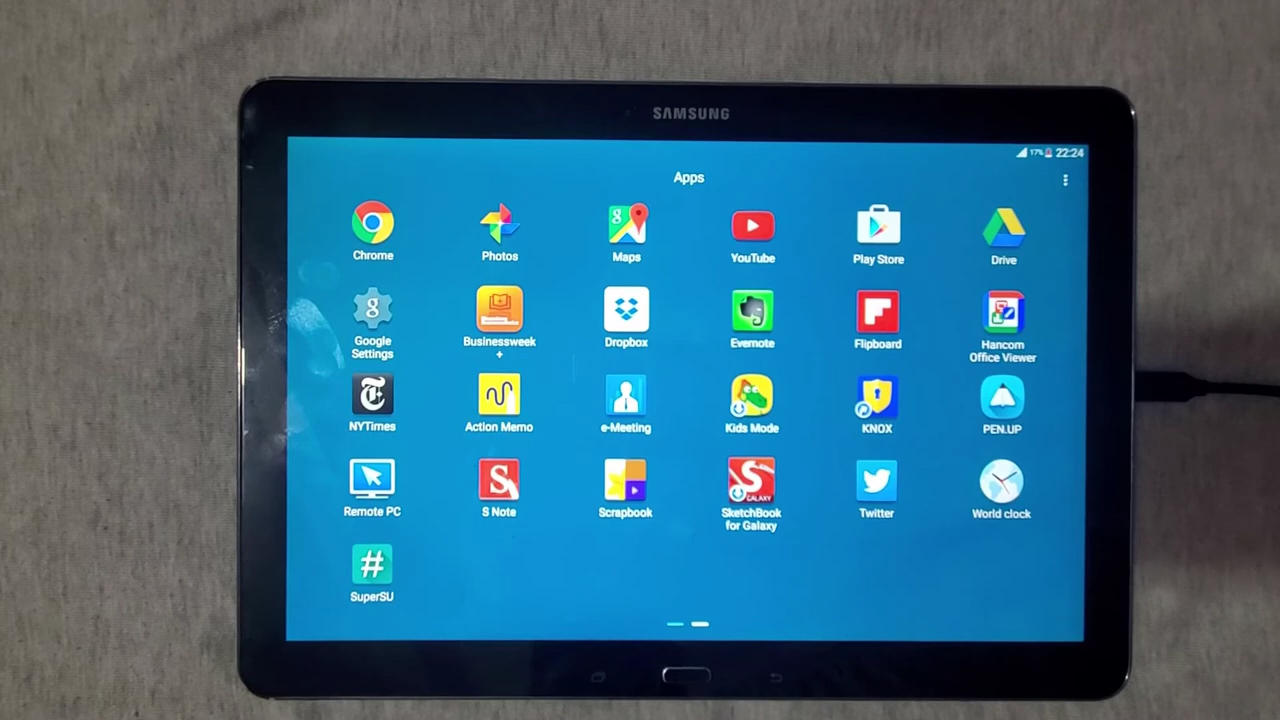 SAMSUNG
17% 22:24
Apps
Chrome
Photos
Maps
YouTube
Play Store
Drive
Google
Settings
Businessweek
+
Dropbox
Evernote
Flipboard
Hancom
Office Viewer
NYTimes
Action Memo
e-Meeting
Kids Mode
KNOX
PEN.UP
Remote PC
S Note
Scrapbook
GALAXY
SketchBook
for Galaxy
Twitter
World clock
#
SuperSU